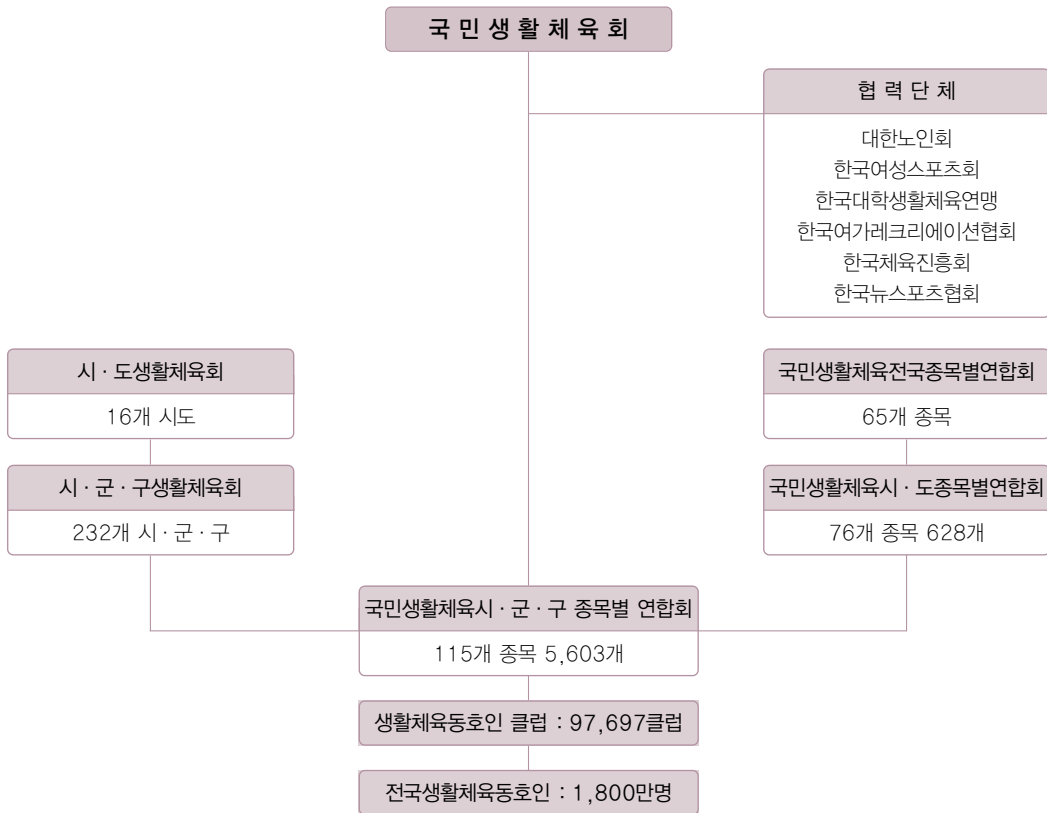 국 민 생 활 체 육 회
협 력 단 체
대한노인회
한국여성스포츠회
한국대학생활체육연맹
한국여가레크리에이션협회
한국체육진흥회
한국뉴스포츠협회
시 · 도생활체육회
16개 시도
시 · 군 · 구생활체육회
232개 시 · 군 · 구
국민생활체육전국종목별연합회
65개 종목
국민생활체육시 · 도종목별연합회
76개 종목 628개
국민생활체육시 · 군 · 구 종목별 연합회
115개 종목 5,603개
생활체육동호인 클럽 : 97,697클럽
전국생활체육동호인 : 1,800만명